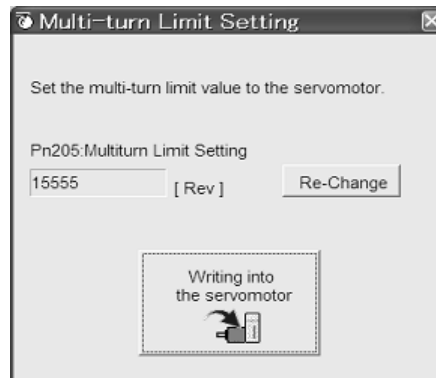 Multi-turn Limit Setting
Set the multi-turn limit value to the servomotor.
Pn205:Multiturn Limit Setting
15555 [ Rev ] Re-Change
Writing into
the servomotor